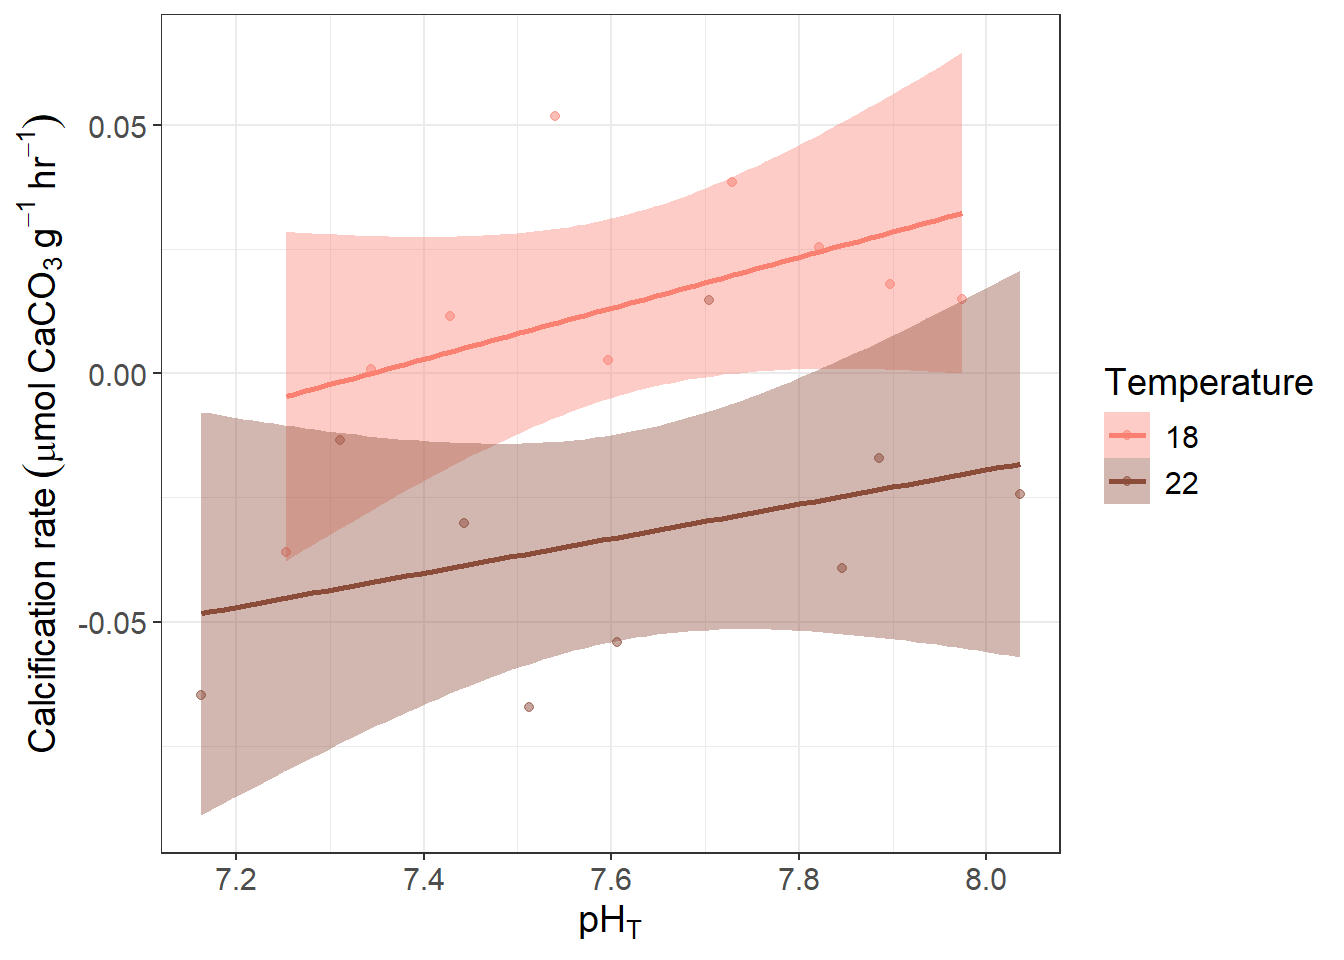 Calcification rate (μmol CaCO₃ g⁻¹ hr⁻¹)
0.05
0.00
-0.05
7.2 7.4 7.6 7.8 8.0
pH_T
Temperature
18
22